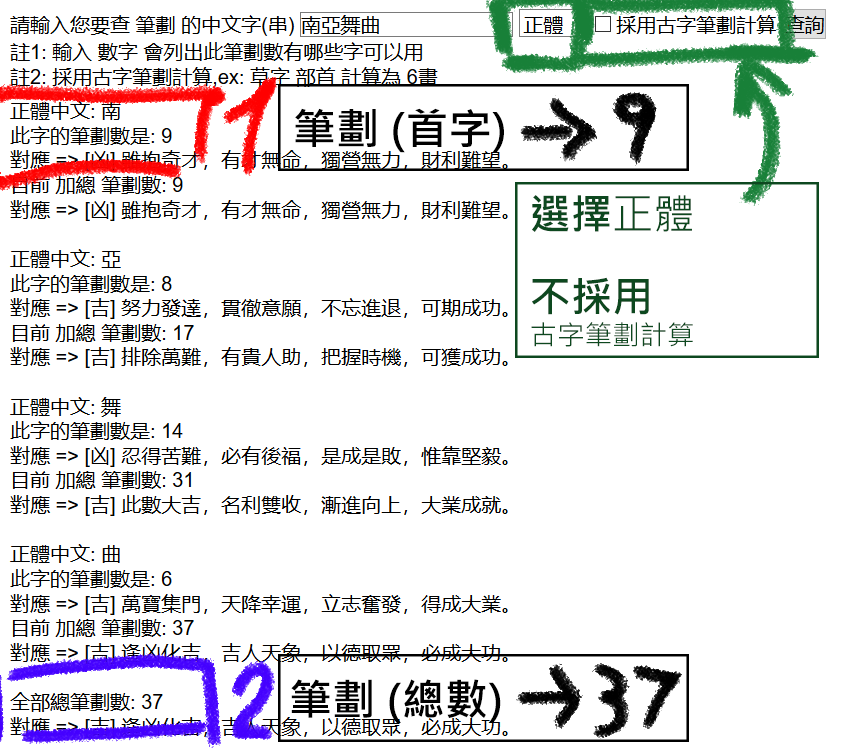 請輸入您要查 筆劃 的中文字(串) 南亞舞曲 正體 採用古字筆劃計算 查詢
註1: 輸入 數字 會列出此筆劃數有哪些字可以用
註2: 採用古字筆劃計算,ex: 草字 部首 計算為 6畫
正體中文: 南
1 筆劃 (首字) → 9
此字的筆劃數是: 9
對應 => [凶] 雖抱奇才，有才無命，獨營無力，財利難望。
目前 加總 筆劃數: 9
對應 => [凶] 雖抱奇才，有才無命，獨營無力，財利難望。
選擇正體
不採用
古字筆劃計算
正體中文: 亞
此字的筆劃數是: 8
對應 => [吉] 努力發達，貫徹意願，不忘進退，可期成功。
目前 加總 筆劃數: 17
對應 => [吉] 排除萬難，有貴人助，把握時機，可獲成功。
正體中文: 舞
此字的筆劃數是: 14
對應 => [凶] 忍得苦難，必有後福，是成是敗，惟靠堅毅。
目前 加總 筆劃數: 31
對應 => [吉] 此數大吉，名利雙收，漸進向上，大業成就。
正體中文: 曲
此字的筆劃數是: 6
對應 => [吉] 萬寶集門，天降幸運，立志奮發，得成大業。
目前 加總 筆劃數: 37
對應 => [吉] 逢凶化吉，吉人天象，以德取眾，必成大功。
2 筆劃 (總數) → 37
全部總筆劃數: 37
對應 => [吉] 逢凶化吉，吉人天象，以德取眾，必成大功。